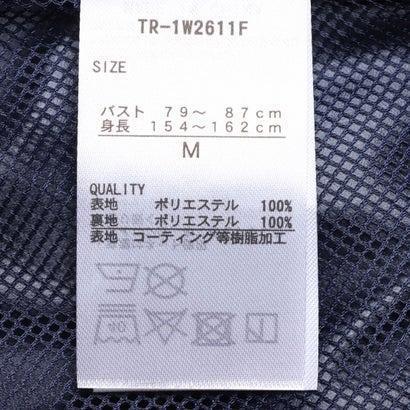 TR-1W2611F
SIZE
バスト 79～ 87cm
身長 154～162cm
M
QUALITY
表地 ポリエステル 100%
裏地 ポリエステル 100%
表地 コーティング等樹脂加工
40